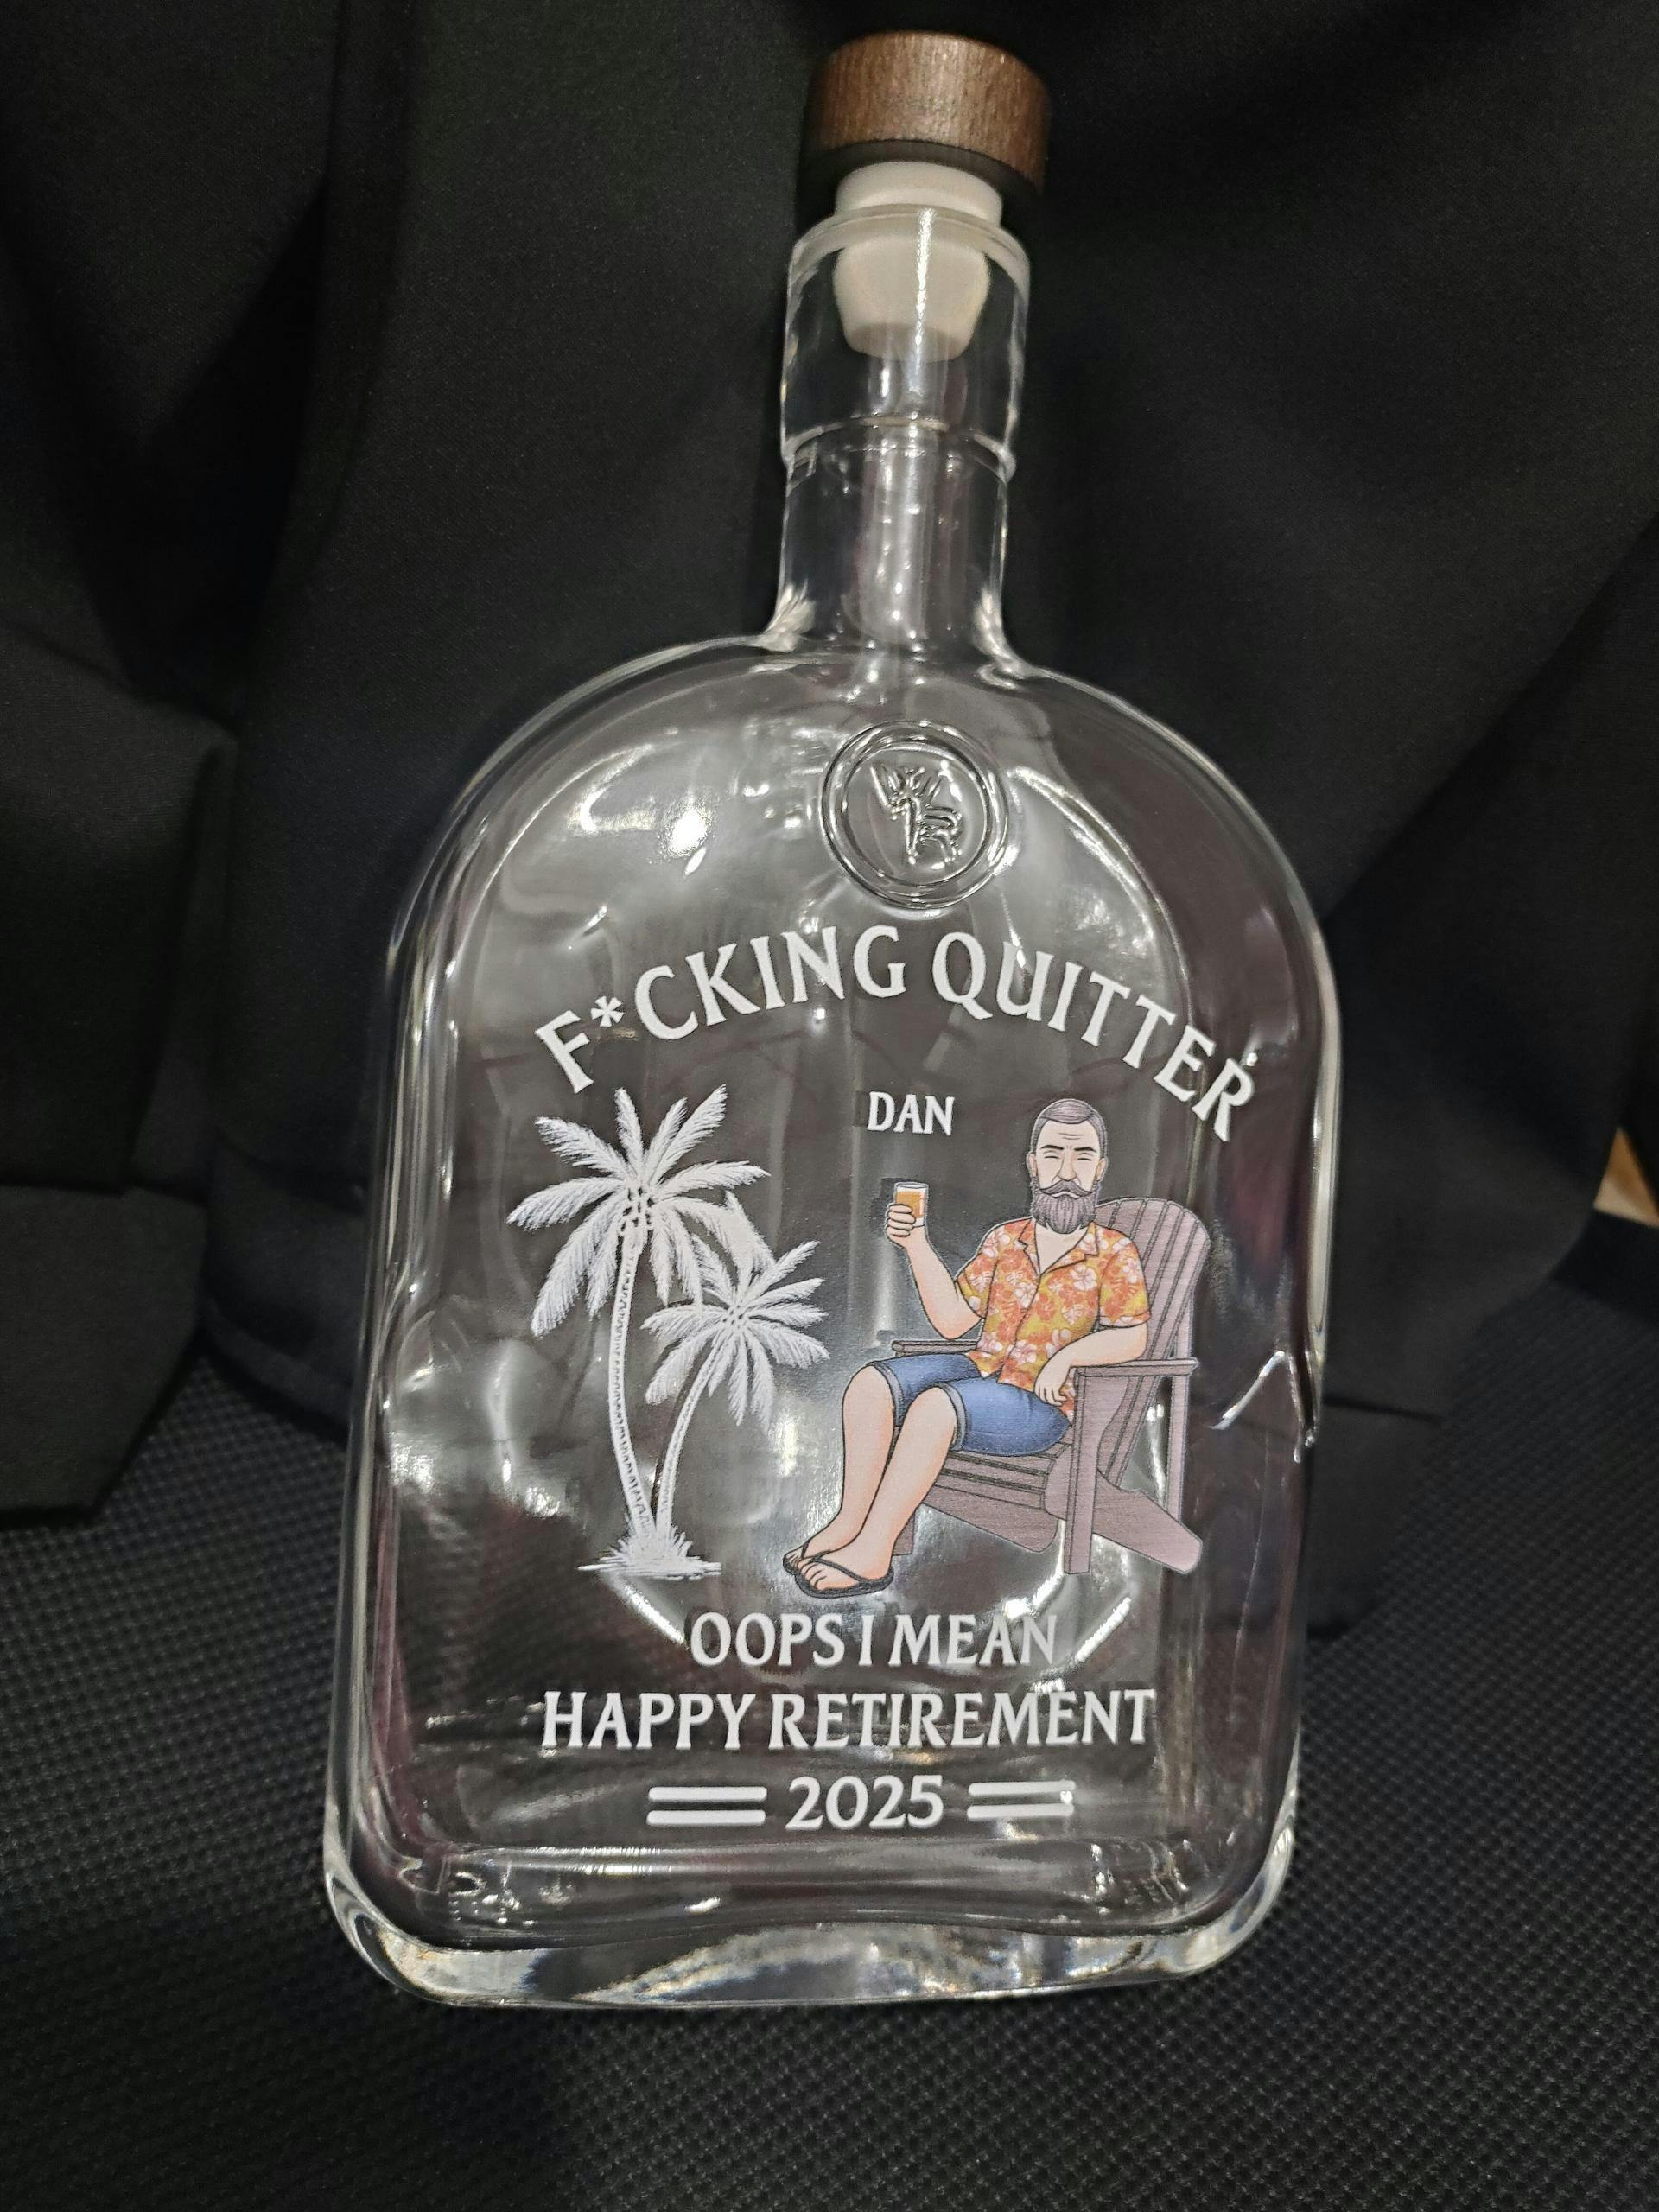 F*CKING QUITTER
DAN
OOPS I MEAN
HAPPY RETIREMENT
2025